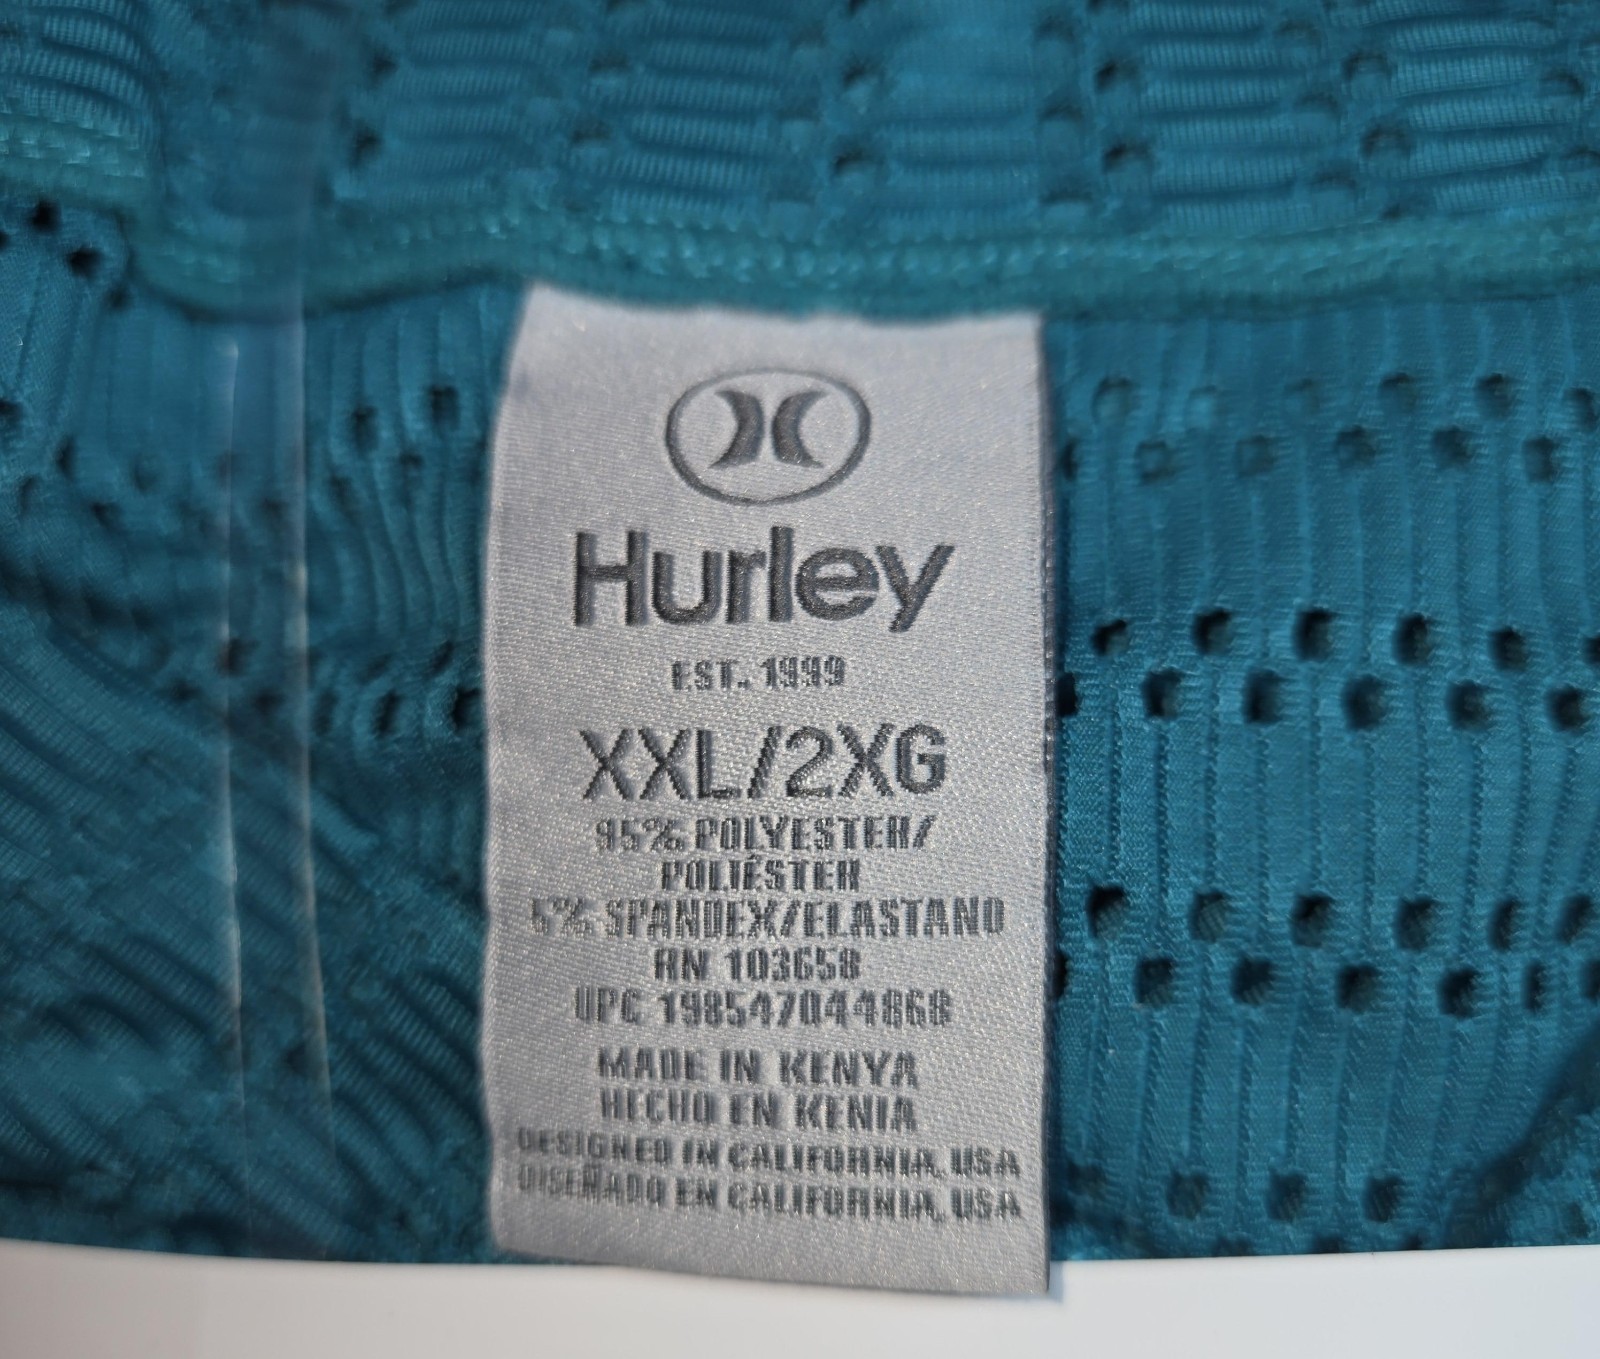 Hurley
EST. 1999
XXL/2XG
95% POLYESTER/
POLIÉSTER
5% SPANDEX/ELASTANO
RN 103658
UPC 198547044868
MADE IN KENYA
HECHO EN KENIA
DESIGNED IN CALIFORNIA, USA
DISEÑADO EN CALIFORNIA, USA